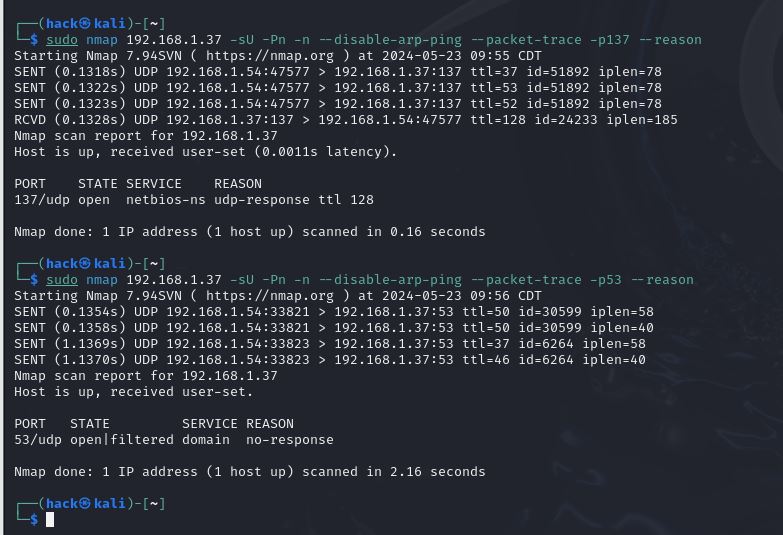 ┌──(hack㉿kali)-[~]
└─$ sudo nmap 192.168.1.37 -sU -Pn -n --disable-arp-ping --packet-trace -p137 --reason
Starting Nmap 7.94SVN ( https://nmap.org ) at 2024-05-23 09:55 CDT
SENT (0.1318s) UDP 192.168.1.54:47577 > 192.168.1.37:137 ttl=37 id=51892 iplen=78
SENT (0.1322s) UDP 192.168.1.54:47577 > 192.168.1.37:137 ttl=53 id=51892 iplen=78
SENT (0.1323s) UDP 192.168.1.54:47577 > 192.168.1.37:137 ttl=52 id=51892 iplen=78
RCVD (0.1328s) UDP 192.168.1.37:137 > 192.168.1.54:47577 ttl=128 id=24233 iplen=185
Nmap scan report for 192.168.1.37
Host is up, received user-set (0.0011s latency).
PORT    STATE SERVICE    REASON
137/udp open  netbios-ns udp-response ttl 128
Nmap done: 1 IP address (1 host up) scanned in 0.16 seconds
┌──(hack㉿kali)-[~]
└─$ sudo nmap 192.168.1.37 -sU -Pn -n --disable-arp-ping --packet-trace -p53 --reason
Starting Nmap 7.94SVN ( https://nmap.org ) at 2024-05-23 09:56 CDT
SENT (0.1354s) UDP 192.168.1.54:33821 > 192.168.1.37:53 ttl=50 id=30599 iplen=58
SENT (0.1358s) UDP 192.168.1.54:33821 > 192.168.1.37:53 ttl=50 id=30599 iplen=40
SENT (1.1369s) UDP 192.168.1.54:33823 > 192.168.1.37:53 ttl=37 id=6264 iplen=58
SENT (1.1370s) UDP 192.168.1.54:33823 > 192.168.1.37:53 ttl=46 id=6264 iplen=40
Nmap scan report for 192.168.1.37
Host is up, received user-set.
PORT   STATE         SERVICE REASON
53/udp open|filtered domain  no-response
Nmap done: 1 IP address (1 host up) scanned in 2.16 seconds
┌──(hack㉿kali)-[~]
└─$